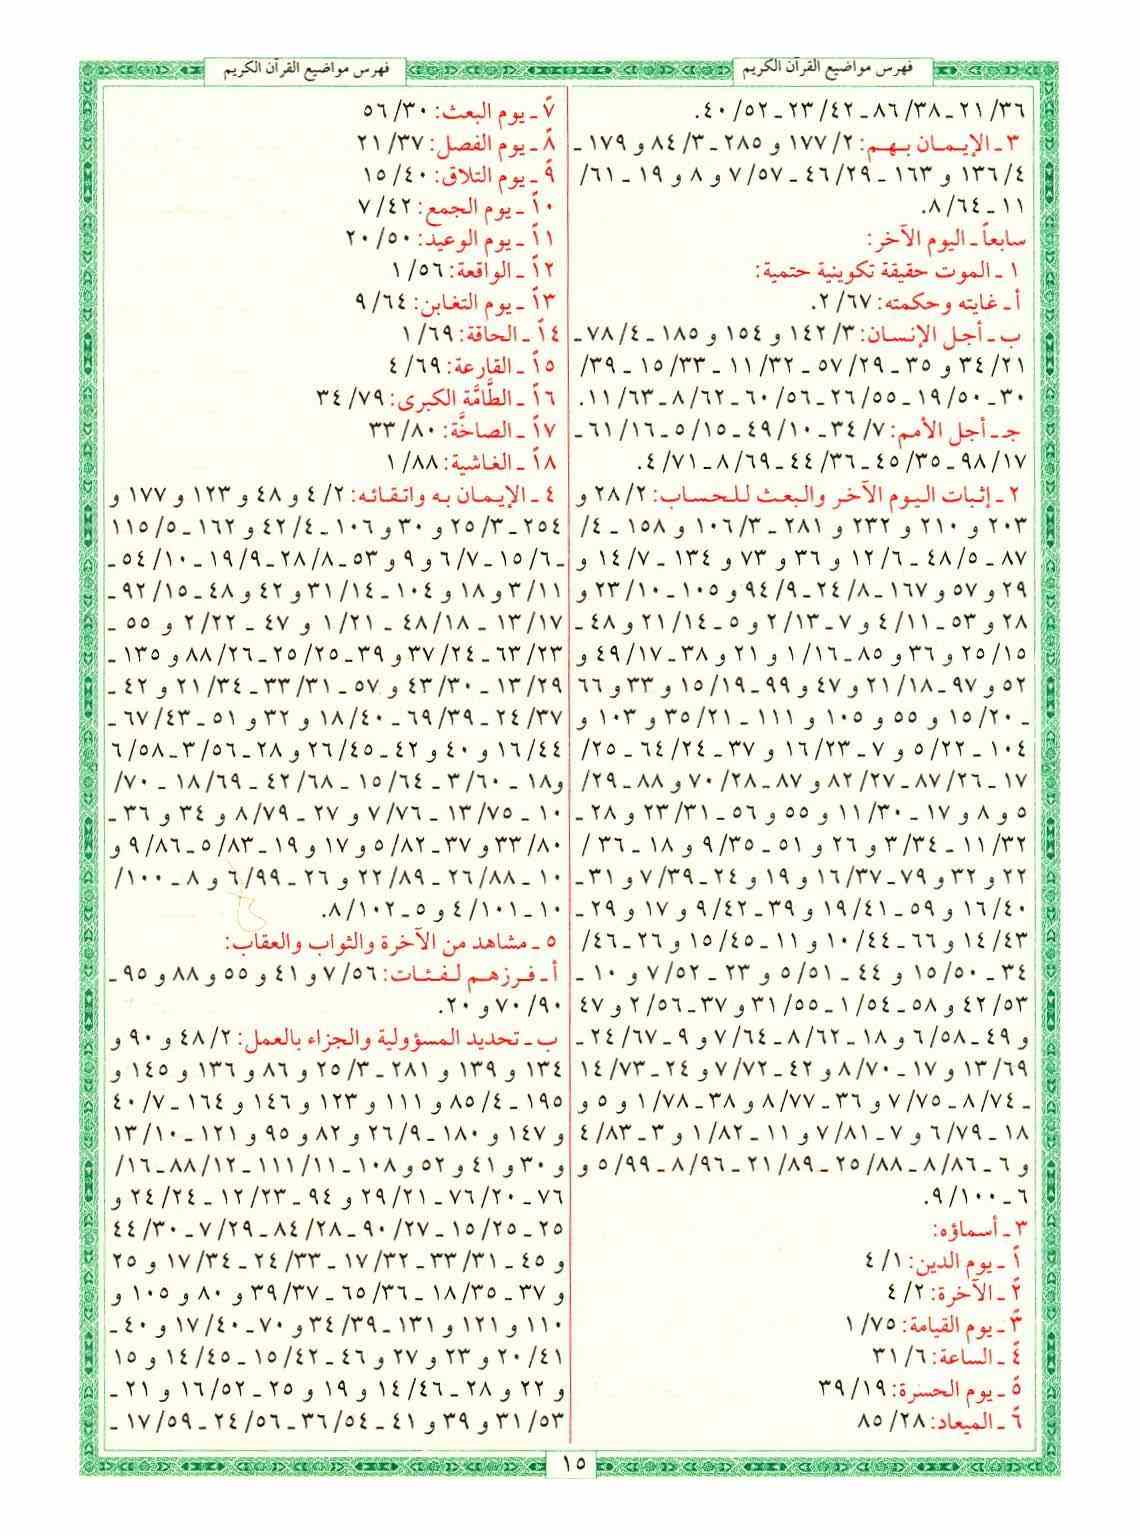 فهرس مواضيع القرآن الكريم
٢١/٣٦ ـ ٨٦/٣٨ ـ ٢٣/٤٢ ـ ٤٠/٥٢.
٣ ـ الإيمان بهم: ١٧٧/٢ و ٢٨٥ ـ ٨٤/٣ و ١٧٩ ـ
١٣٦/٤ و ١٦٣ ـ ٤٦/٢٩ ـ ٧/٥٧ و ٨ و ١٩ ـ ٦١/
١١ ـ ٨/٦٤.
سابعاً ـ اليوم الآخر:
١ ـ الموت حقيقة تكوينية حتمية:
أ ـ غايته وحكمته: ٢/٦٧.
ب ـ أجل الإنسان: ١٤٢/٣ و ١٥٤ و ١٨٥ ـ ٧٨/٤ ـ
٣٤/٢١ و ٣٥ ـ ٥٧/٢٩ ـ ١١/٣٢ ـ ١٥/٣٣ ـ ٣٩/
٣٠ ـ ١٩/٥٠ ـ ٢٦/٥٥ ـ ٦٠/٥٦ ـ ٨/٦٢ ـ ١١/٦٣.
جـ ـ أجل الأمم: ٣٤/٧ ـ ٤٩/١٠ ـ ٥/١٥ ـ ٦١/١٦ ـ
٩٨/١٧ ـ ٤٥/٣٥ ـ ٤٤/٣٦ ـ ٨/٦٩ ـ ٤/٧١.
٢ ـ إثبات اليوم الآخر والبعث للحساب: ٢٨/٢ و
٢٠٣ و ٢١٠ و ٢٣٢ و ٢٨١ ـ ١٠٦/٣ و ١٥٨ ـ ٤/
٨٧ ـ ٤٨/٥ ـ ١٢/٦ و ٣٦ و ٧٣ و ١٣٤ ـ ١٤/٧ و
٢٩ و ٥٧ و ١٦٧ ـ ٢٤/٨ ـ ٩٤/٩ و ١٠٥ ـ ٢٣/١٠ و
٢٨ و ٥٣ ـ ٤/١١ و ٧ ـ ٢/١٣ و ٥ ـ ٢١/١٤ و ٤٨ ـ
٢٥/١٥ و ٣٦ و ٨٥ ـ ١/١٦ و ٢١ و ٣٨ ـ ٤٩/١٧ و
٥٢ و ٩٧ ـ ٢١/١٨ و ٤٧ و ٩٩ ـ ١٥/١٩ و ٣٣ و ٦٦
ـ ١٥/٢٠ و ٥٥ و ١٠٥ و ١١١ ـ ٣٥/٢١ و ١٠٣ و
١٠٤ ـ ٥/٢٢ و ٧ ـ ١٦/٢٣ و ٣٧ ـ ٦٤/٢٤ ـ ٢٥/
١٧ ـ ٨٧/٢٦ ـ ٨٢/٢٧ و ٨٧ ـ ٧٠/٢٨ و ٨٨ ـ ٢٩/
٥ و ٨ و ١٧ ـ ١١/٣٠ و ٥٥ و ٥٦ ـ ٢٣/٣١ و ٢٨ ـ
١١/٣٢ ـ ٣/٣٤ و ٢٦ و ٥١ ـ ٩/٣٥ و ١٨ ـ ٣٦/
٢٢ و ٣٢ و ٧٩ ـ ١٦/٣٧ و ١٩ و ٢٤ ـ ٧/٣٩ و ٣١ ـ
١٦/٤٠ و ٥٩ ـ ١٩/٤١ و ٣٩ ـ ٩/٤٢ و ١٧ و ٢٩ ـ
١٤/٤٣ و ٦٦ ـ ١٠/٤٤ و ١١ ـ ١٥/٤٥ و ٢٦ ـ ٤٦/
٣٤ ـ ١٥/٥٠ و ٤٤ ـ ٥/٥١ و ٢٣ ـ ٧/٥٢ و ١٠ ـ
٤٢/٥٣ و ٥٨ ـ ١/٥٤ ـ ٣١/٥٥ و ٣٧ ـ ٢/٥٦ و ٤٧
و ٤٩ ـ ٦/٥٨ و ١٨ ـ ٨/٦٢ ـ ٧/٦٤ و ٩ ـ ٢٤/٦٧ ـ
١٣/٦٩ و ١٧ ـ ٨/٧٠ و ٤٢ ـ ٧/٧٢ و ٢٤ ـ ١٤/٧٣
ـ ٨/٧٤ ـ ٧/٧٥ و ٣٦ ـ ٨/٧٧ و ٣٨ ـ ١/٧٨ و ٥ و
١٨ ـ ٦/٧٩ و ٧ ـ ٧/٨١ و ١١ ـ ١/٨٢ و ٣ ـ ٤/٨٣
و ٦ ـ ٨/٨٦ ـ ٢٥/٨٨ ـ ٢١/٨٩ ـ ٨/٩٦ ـ ٥/٩٩ و
٦ ـ ٩/١٠٠.
٣ ـ أسماؤه:
١ً ـ يوم الدين: ٤/١
٢ً ـ الآخرة: ٤/٢
٣ً ـ يوم القيامة: ١/٧٥
٤ً ـ الساعة: ٣١/٦
٥ً ـ يوم الحسرة: ٣٩/١٩
٦ً ـ الميعاد: ٨٥/٢٨
فهرس مواضيع القرآن الكريم
٧ً ـ يوم البعث: ٥٦/٣٠
٨ً ـ يوم الفصل: ٢١/٣٧
٩ً ـ يوم التلاق: ١٥/٤٠
١٠ً ـ يوم الجمع: ٧/٤٢
١١ً ـ يوم الوعيد: ٢٠/٥٠
١٢ً ـ الواقعة: ١/٥٦
١٣ً ـ يوم التغابن: ٩/٦٤
١٤ً ـ الحاقة: ١/٦٩
١٥ً ـ القارعة: ٤/٦٩
١٦ً ـ الطَّامَّة الكبرى: ٣٤/٧٩
١٧ً ـ الصاخَّة: ٣٣/٨٠
١٨ً ـ الغاشية: ١/٨٨
٤ ـ الإيمان به واتقائه: ٤/٢ و ٤٨ و ١٢٣ و ١٧٧ و
٢٥٤ ـ ٢٥/٣ و ٣٠ و ١٠٦ ـ ٤٢/٤ و ١٦٢ ـ ١١٥/٥
ـ ١٥/٦ ـ ٦/٧ و ٩ و ٥٣ ـ ٢٨/٨ ـ ١٩/٩ ـ ٥٤/١٠ ـ
٣/١١ و ١٨ و ١٠٤ ـ ٣١/١٤ و ٤٢ و ٤٨ ـ ٩٢/١٥ ـ
١٣/١٧ ـ ٤٨/١٨ ـ ١/٢١ و ٤٧ ـ ٢/٢٢ و ٥٥ ـ
٦٣/٢٣ ـ ٣٧/٢٤ و ٣٩ ـ ٢٥/٢٥ ـ ٨٨/٢٦ و ١٣٥ ـ
١٣/٢٩ ـ ٤٣/٣٠ و ٥٧ ـ ٣٣/٣١ ـ ٢١/٣٤ و ٤٢ ـ
٢٤/٣٧ ـ ٦٩/٣٩ ـ ١٨/٤٠ و ٣٢ و ٥١ ـ ٦٧/٤٣ ـ
١٦/٤٤ و ٤٠ و ٤٢ ـ ٢٦/٤٥ و ٢٨ ـ ٣/٥٦ ـ ٦/٥٨
و١٨ ـ ٣/٦٠ ـ ١٥/٦٤ ـ ٤٢/٦٨ ـ ١٨/٦٩ ـ ٧٠/
١٠ ـ ١٣/٧٥ ـ ٧/٧٦ و ٢٧ ـ ٨/٧٩ و ٣٤ و ٣٦ ـ
٣٣/٨٠ و ٣٧ ـ ٥/٨٢ و ١٧ و ١٩ ـ ٥/٨٣ ـ ٩/٨٦ و
١٠ ـ ٢٦/٨٨ ـ ٢٢/٨٩ و ٢٦ ـ ٦/٩٩ و ٨ ـ ١٠٠/
١٠ ـ ٤/١٠١ و ٥ ـ ٨/١٠٢.
٥ ـ مشاهد من الآخرة والثواب والعقاب:
أ ـ فرزهم لفئات: ٧/٥٦ و ٤١ و ٥٥ و ٨٨ و ٩٥ ـ
٧٠/٩٠ و ٢٠.
ب ـ تحديد المسؤولية والجزاء بالعمل: ٤٨/٢ و ٩٠ و
١٣٤ و ١٣٩ و ٢٨١ ـ ٢٥/٣ و ٨٦ و ١٣٦ و ١٤٥ و
١٩٥ ـ ٨٥/٤ و ١١١ و ١٢٣ و ١٤٦ و ١٦٤ ـ ٤٠/٧
و ١٤٧ و ١٨٠ ـ ٢٦/٩ و ٨٢ و ٩٥ و ١٢١ ـ ١٣/١٠
و ٣٠ و ٤١ و ٥٢ و ١٠٨ ـ ١١١/١١ ـ ٨٨/١٢ ـ ١٦/
٧٦ ـ ٧٦/٢٠ ـ ٢٩/٢١ و ٩٤ ـ ١٢/٢٣ ـ ٢٤/٢٤ و
٢٥ ـ ١٥/٢٥ ـ ٩٠/٢٧ ـ ٨٤/٢٨ ـ ٧/٢٩ ـ ٤٤/٣٠
و ٤٥ ـ ٣٣/٣١ ـ ١٧/٣٢ ـ ٢٤/٣٣ ـ ١٧/٣٤ و ٢٥
و ٣٧ ـ ١٨/٣٥ ـ ٦٥/٣٦ ـ ٣٩/٣٧ و ٨٠ و ١٠٥ و
١١٠ و ١٢١ و ١٣١ ـ ٣٤/٣٩ و ٧٠ ـ ١٧/٤٠ و ٤٠ ـ
٢٠/٤١ و ٢٣ و ٢٧ و ٤٦ ـ ١٥/٤٢ ـ ١٤/٤٥ و ١٥
و ٢٢ و ٢٨ ـ ١٤/٤٦ و ١٩ و ٢٥ ـ ١٦/٥٢ و ٢١ ـ
٣١/٥٣ و ٣٩ و ٤١ ـ ٣٦/٥٤ ـ ٢٤/٥٦ ـ ١٧/٥٩ ـ
١٥